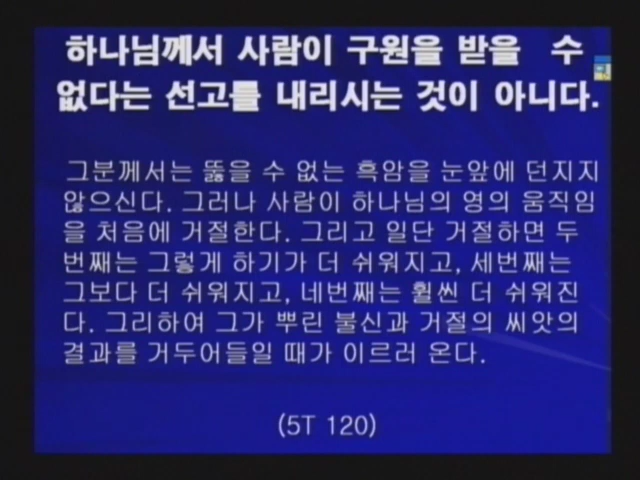 하나님께서 사람이 구원을 받을 수
없다는 선고를 내리시는 것이 아니다.
그분께서는 뚫을 수 없는 흑암을 눈앞에 던지지
않으신다. 그러나 사람이 하나님의 영의 움직임
을 처음에 거절한다. 그리고 일단 거절하면 두
번째는 그렇게 하기가 더 쉬워지고, 세번째는
그보다 더 쉬워지고, 네번째는 훨씬 더 쉬워진
다. 그리하여 그가 뿌린 불신과 거절의 씨앗의
결과를 거두어들일 때가 이르러 온다.
(5T 120)